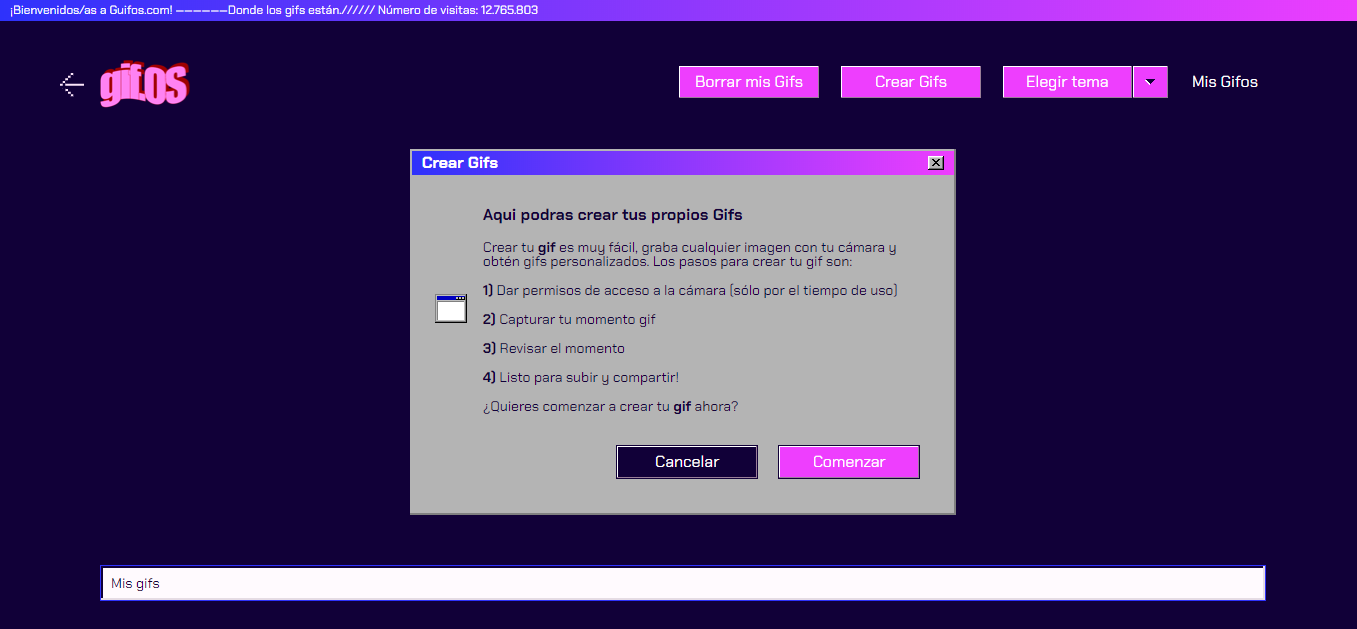 ¡Bienvenidos/as a Guifos.com! ——————Donde los gifs están.////// Número de visitas: 12.765.803
gifOS
Borrar mis Gifs
Crear Gifs
Elegir tema
Mis Gifos
Crear Gifs
Aqui podras crear tus propios Gifs
Crear tu gif es muy fácil, graba cualquier imagen con tu cámara y
obtén gifs personalizados. Los pasos para crear tu gif son:
1) Dar permisos de acceso a la cámara (sólo por el tiempo de uso)
2) Capturar tu momento gif
3) Revisar el momento
4) Listo para subir y compartir!
¿Quieres comenzar a crear tu gif ahora?
Cancelar
Comenzar
Mis gifs